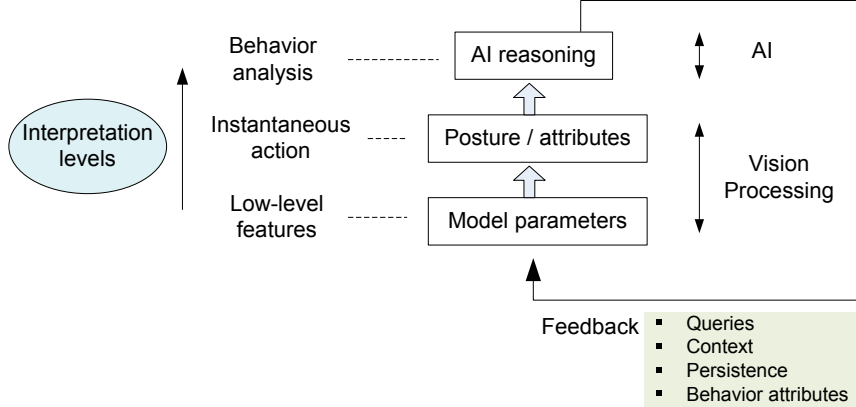 Behavior
analysis
AI reasoning
AI
Interpretation
levels
Instantaneous
action
Posture / attributes
Vision
Processing
Low-level
features
Model parameters
Feedback
▪ Queries
▪ Context
▪ Persistence
▪ Behavior attributes